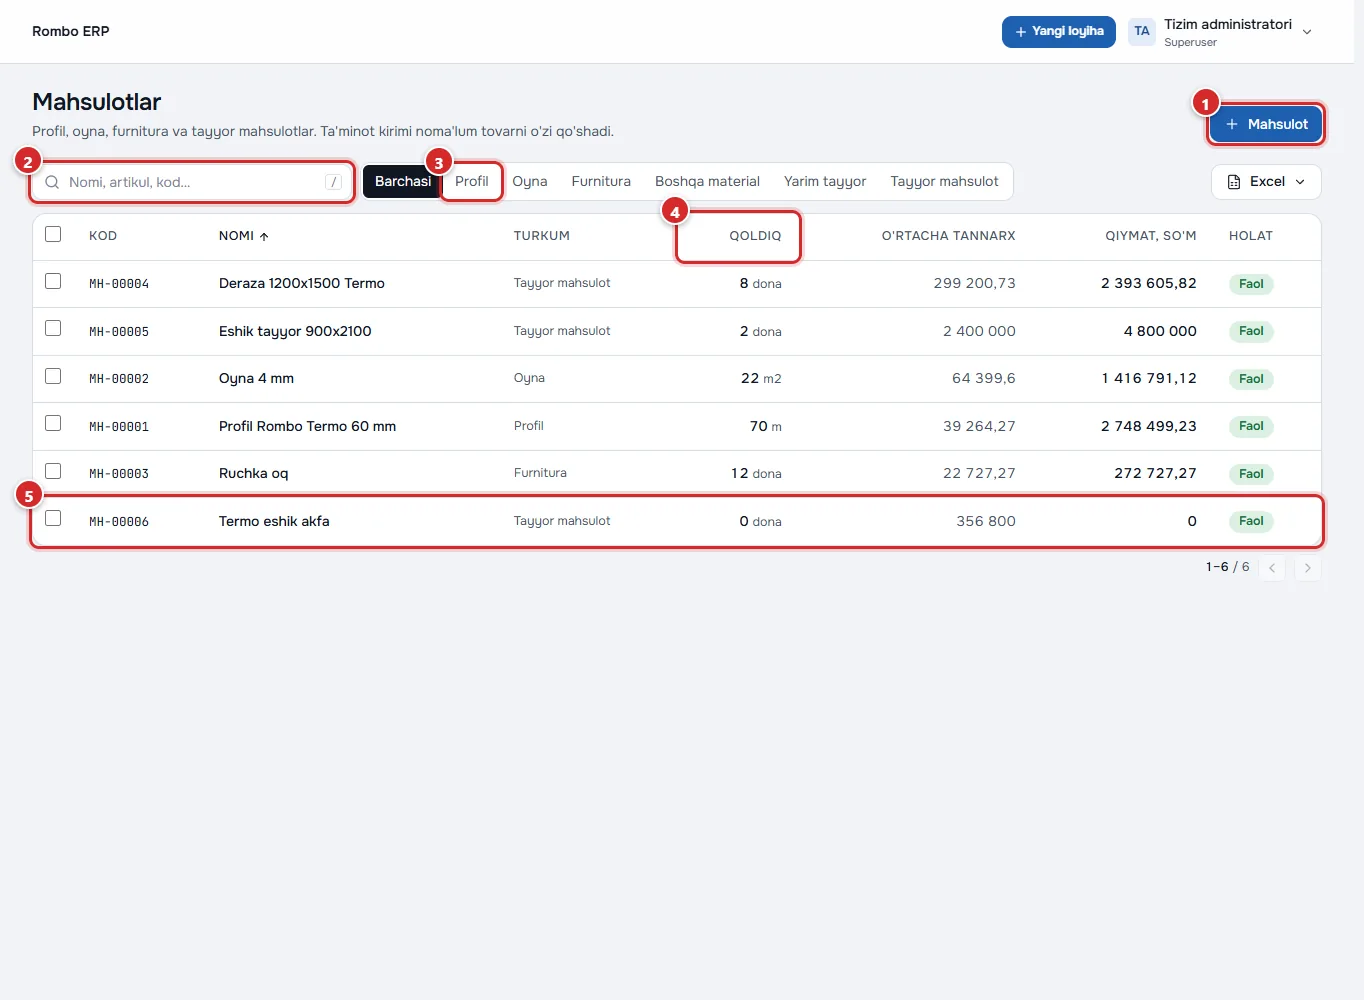 Rombo ERP
+ Yangi loyiha
TA
Tizim administratori
Superuser
Mahsulotlar
Profil, oyna, furnitura va tayyor mahsulotlar. Ta'minot kirimi noma'lum tovarni o'zi qo'shadi.
1
+ Mahsulot
2
Nomi, artikul, kod...
/
Barchasi
3
Profil
Oyna
Furnitura
Boshqa material
Yarim tayyor
Tayyor mahsulot
Excel
4
KOD NOMI ↑ TURKUM QOLDIQ O'RTACHA TANNARX QIYMAT, SO'M HOLAT
MH-00004 Deraza 1200x1500 Termo Tayyor mahsulot 8 dona 299 200,73 2 393 605,82 Faol
MH-00005 Eshik tayyor 900x2100 Tayyor mahsulot 2 dona 2 400 000 4 800 000 Faol
MH-00002 Oyna 4 mm Oyna 22 m2 64 399,6 1 416 791,12 Faol
MH-00001 Profil Rombo Termo 60 mm Profil 70 m 39 264,27 2 748 499,23 Faol
MH-00003 Ruchka oq Furnitura 12 dona 22 727,27 272 727,27 Faol
5
MH-00006 Termo eshik akfa Tayyor mahsulot 0 dona 356 800 0 Faol
1–6 / 6